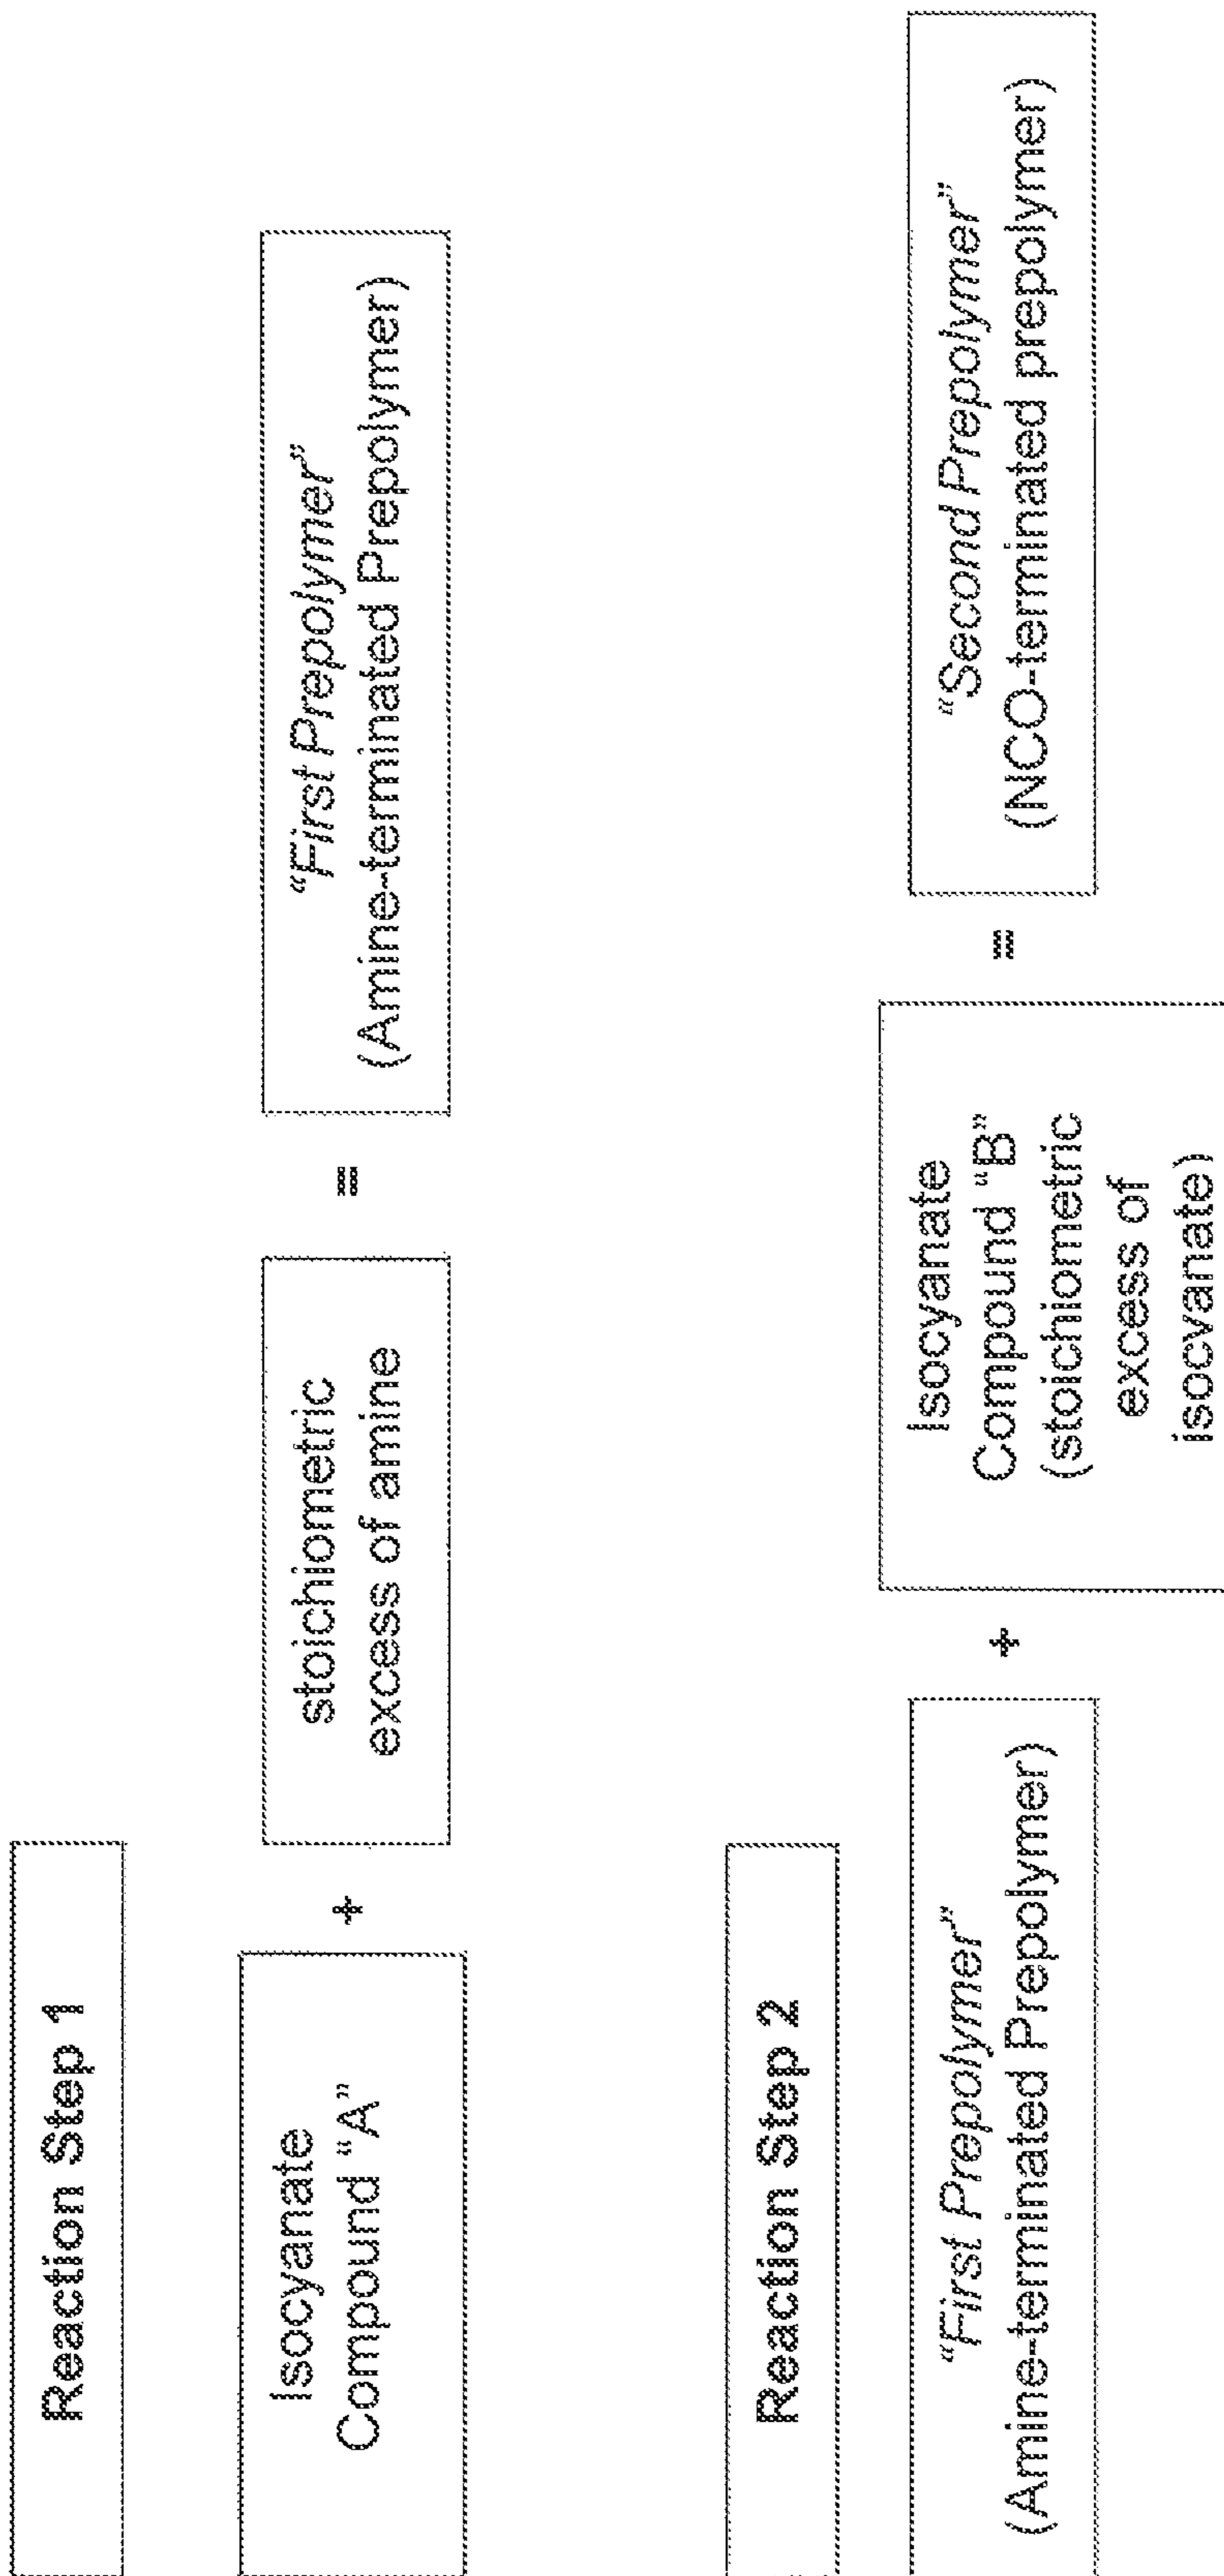 Reaction Step 1
Isocyanate
Compound “A”
+
stoichiometric
excess of amine
=
“First Prepolymer”
(Amine-terminated Prepolymer)
Reaction Step 2
“First Prepolymer”
(Amine-terminated Prepolymer)
+
Isocyanate
Compound “B”
(stoichiometric
excess of
isocyanate)
=
“Second Prepolymer”
(NCO-terminated prepolymer)